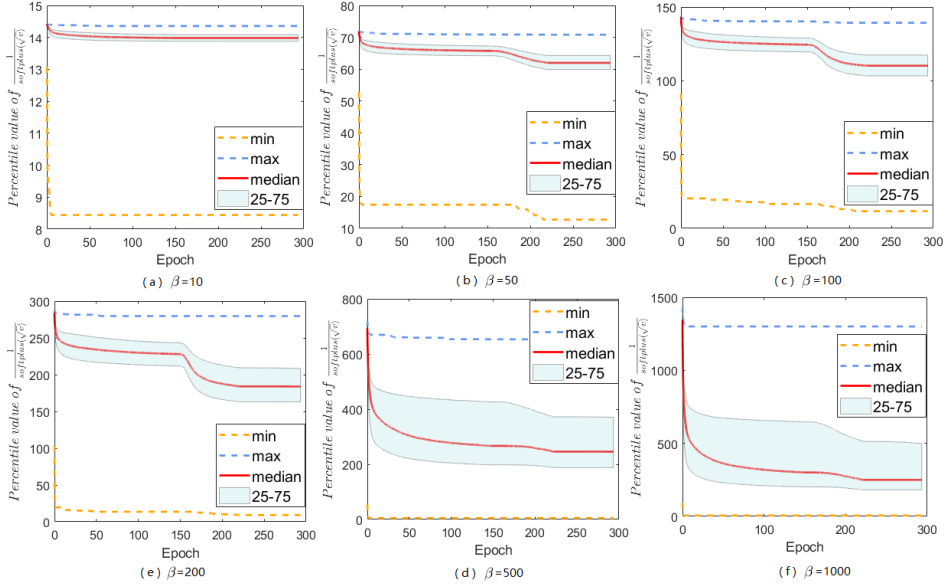 15
14
13
12
11
10
9
8
Percentile value of 1/softplus(√v)
min
max
median
25-75
0 50 100 150 200 250 300
Epoch
( a ) β=10
80
70
60
50
40
30
20
10
Percentile value of 1/softplus(√v)
min
max
median
25-75
0 50 100 150 200 250 300
Epoch
( b ) β=50
150
100
50
0
Percentile value of 1/softplus(√v)
min
max
median
25-75
0 50 100 150 200 250 300
Epoch
( c ) β=100
300
250
200
150
100
50
0
Percentile value of 1/softplus(√v)
min
max
median
25-75
0 50 100 150 200 250 300
Epoch
( e ) β=200
800
600
400
200
0
Percentile value of 1/softplus(√v)
min
max
median
25-75
0 50 100 150 200 250 300
Epoch
( d ) β=500
1500
1000
500
0
Percentile value of 1/softplus(√v)
min
max
median
25-75
0 100 200 300
Epoch
( f ) β=1000